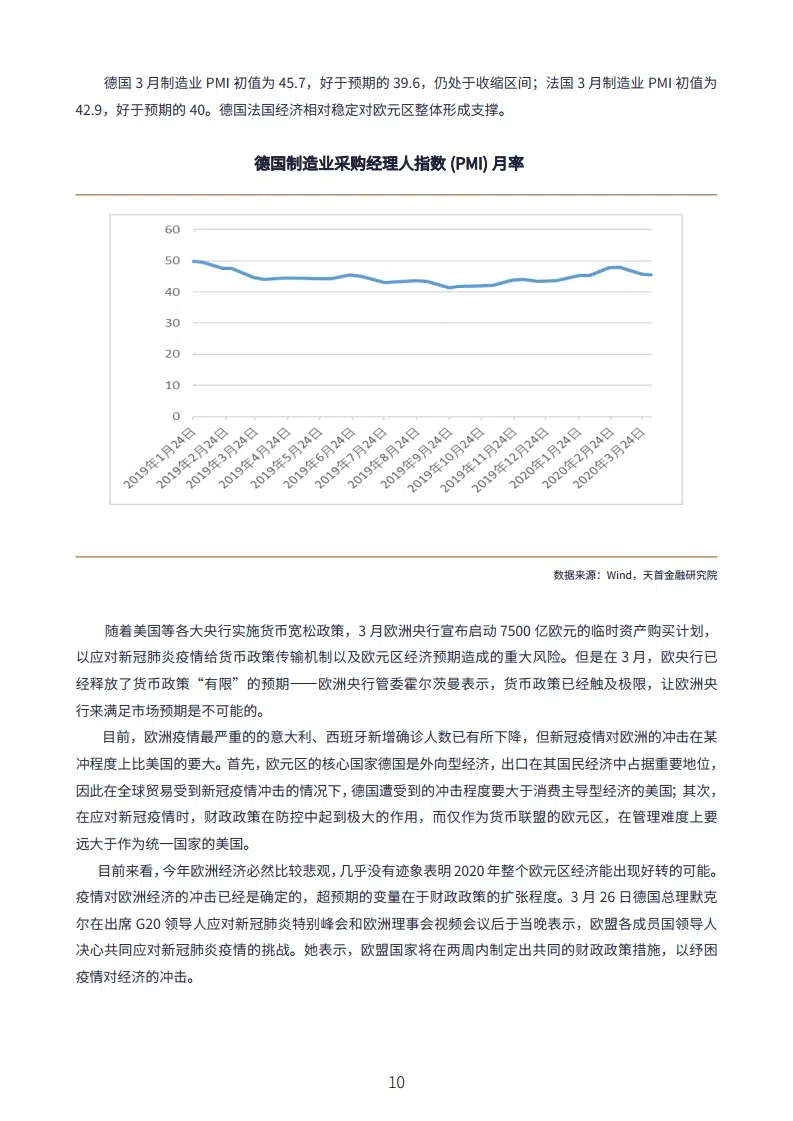 德国 3 月制造业 PMI 初值为 45.7，好于预期的 39.6，仍处于收缩区间；法国 3 月制造业 PMI 初值为
42.9，好于预期的 40。德国法国经济相对稳定对欧元区整体形成支撑。
德国制造业采购经理人指数 (PMI) 月率
60
50
40
30
20
10
0
2019年1月24日
2019年2月24日
2019年3月24日
2019年4月24日
2019年5月24日
2019年6月24日
2019年7月24日
2019年8月24日
2019年9月24日
2019年10月24日
2019年11月24日
2019年12月24日
2020年1月24日
2020年2月24日
2020年3月24日
数据来源：Wind，天首金融研究院
随着美国等各大央行实施货币宽松政策，3 月欧洲央行宣布启动 7500 亿欧元的临时资产购买计划，
以应对新冠肺炎疫情给货币政策传输机制以及欧元区经济预期造成的重大风险。但是在 3 月，欧央行已
经释放了货币政策“有限”的预期——欧洲央行管委霍尔茨曼表示，货币政策已经触及极限，让欧洲央
行来满足市场预期是不可能的。
目前，欧洲疫情最严重的的意大利、西班牙新增确诊人数已有所下降，但新冠疫情对欧洲的冲击在某
冲程度上比美国的要大。首先，欧元区的核心国家德国是外向型经济，出口在其国民经济中占据重要地位，
因此在全球贸易受到新冠疫情冲击的情况下，德国遭受到的冲击程度要大于消费主导型经济的美国；其次，
在应对新冠疫情时，财政政策在防控中起到极大的作用，而仅作为货币联盟的欧元区，在管理难度上要
远大于作为统一国家的美国。
目前来看，今年欧洲经济必然比较悲观，几乎没有迹象表明 2020 年整个欧元区经济能出现好转的可能。
疫情对欧洲经济的冲击已经是确定的，超预期的变量在于财政政策的扩张程度。3 月 26 日德国总理默克
尔在出席 G20 领导人应对新冠肺炎特别峰会和欧洲理事会视频会议后于当晚表示，欧盟各成员国领导人
决心共同应对新冠肺炎疫情的挑战。她表示，欧盟国家将在两周内制定出共同的财政政策措施，以纾困
疫情对经济的冲击。
10